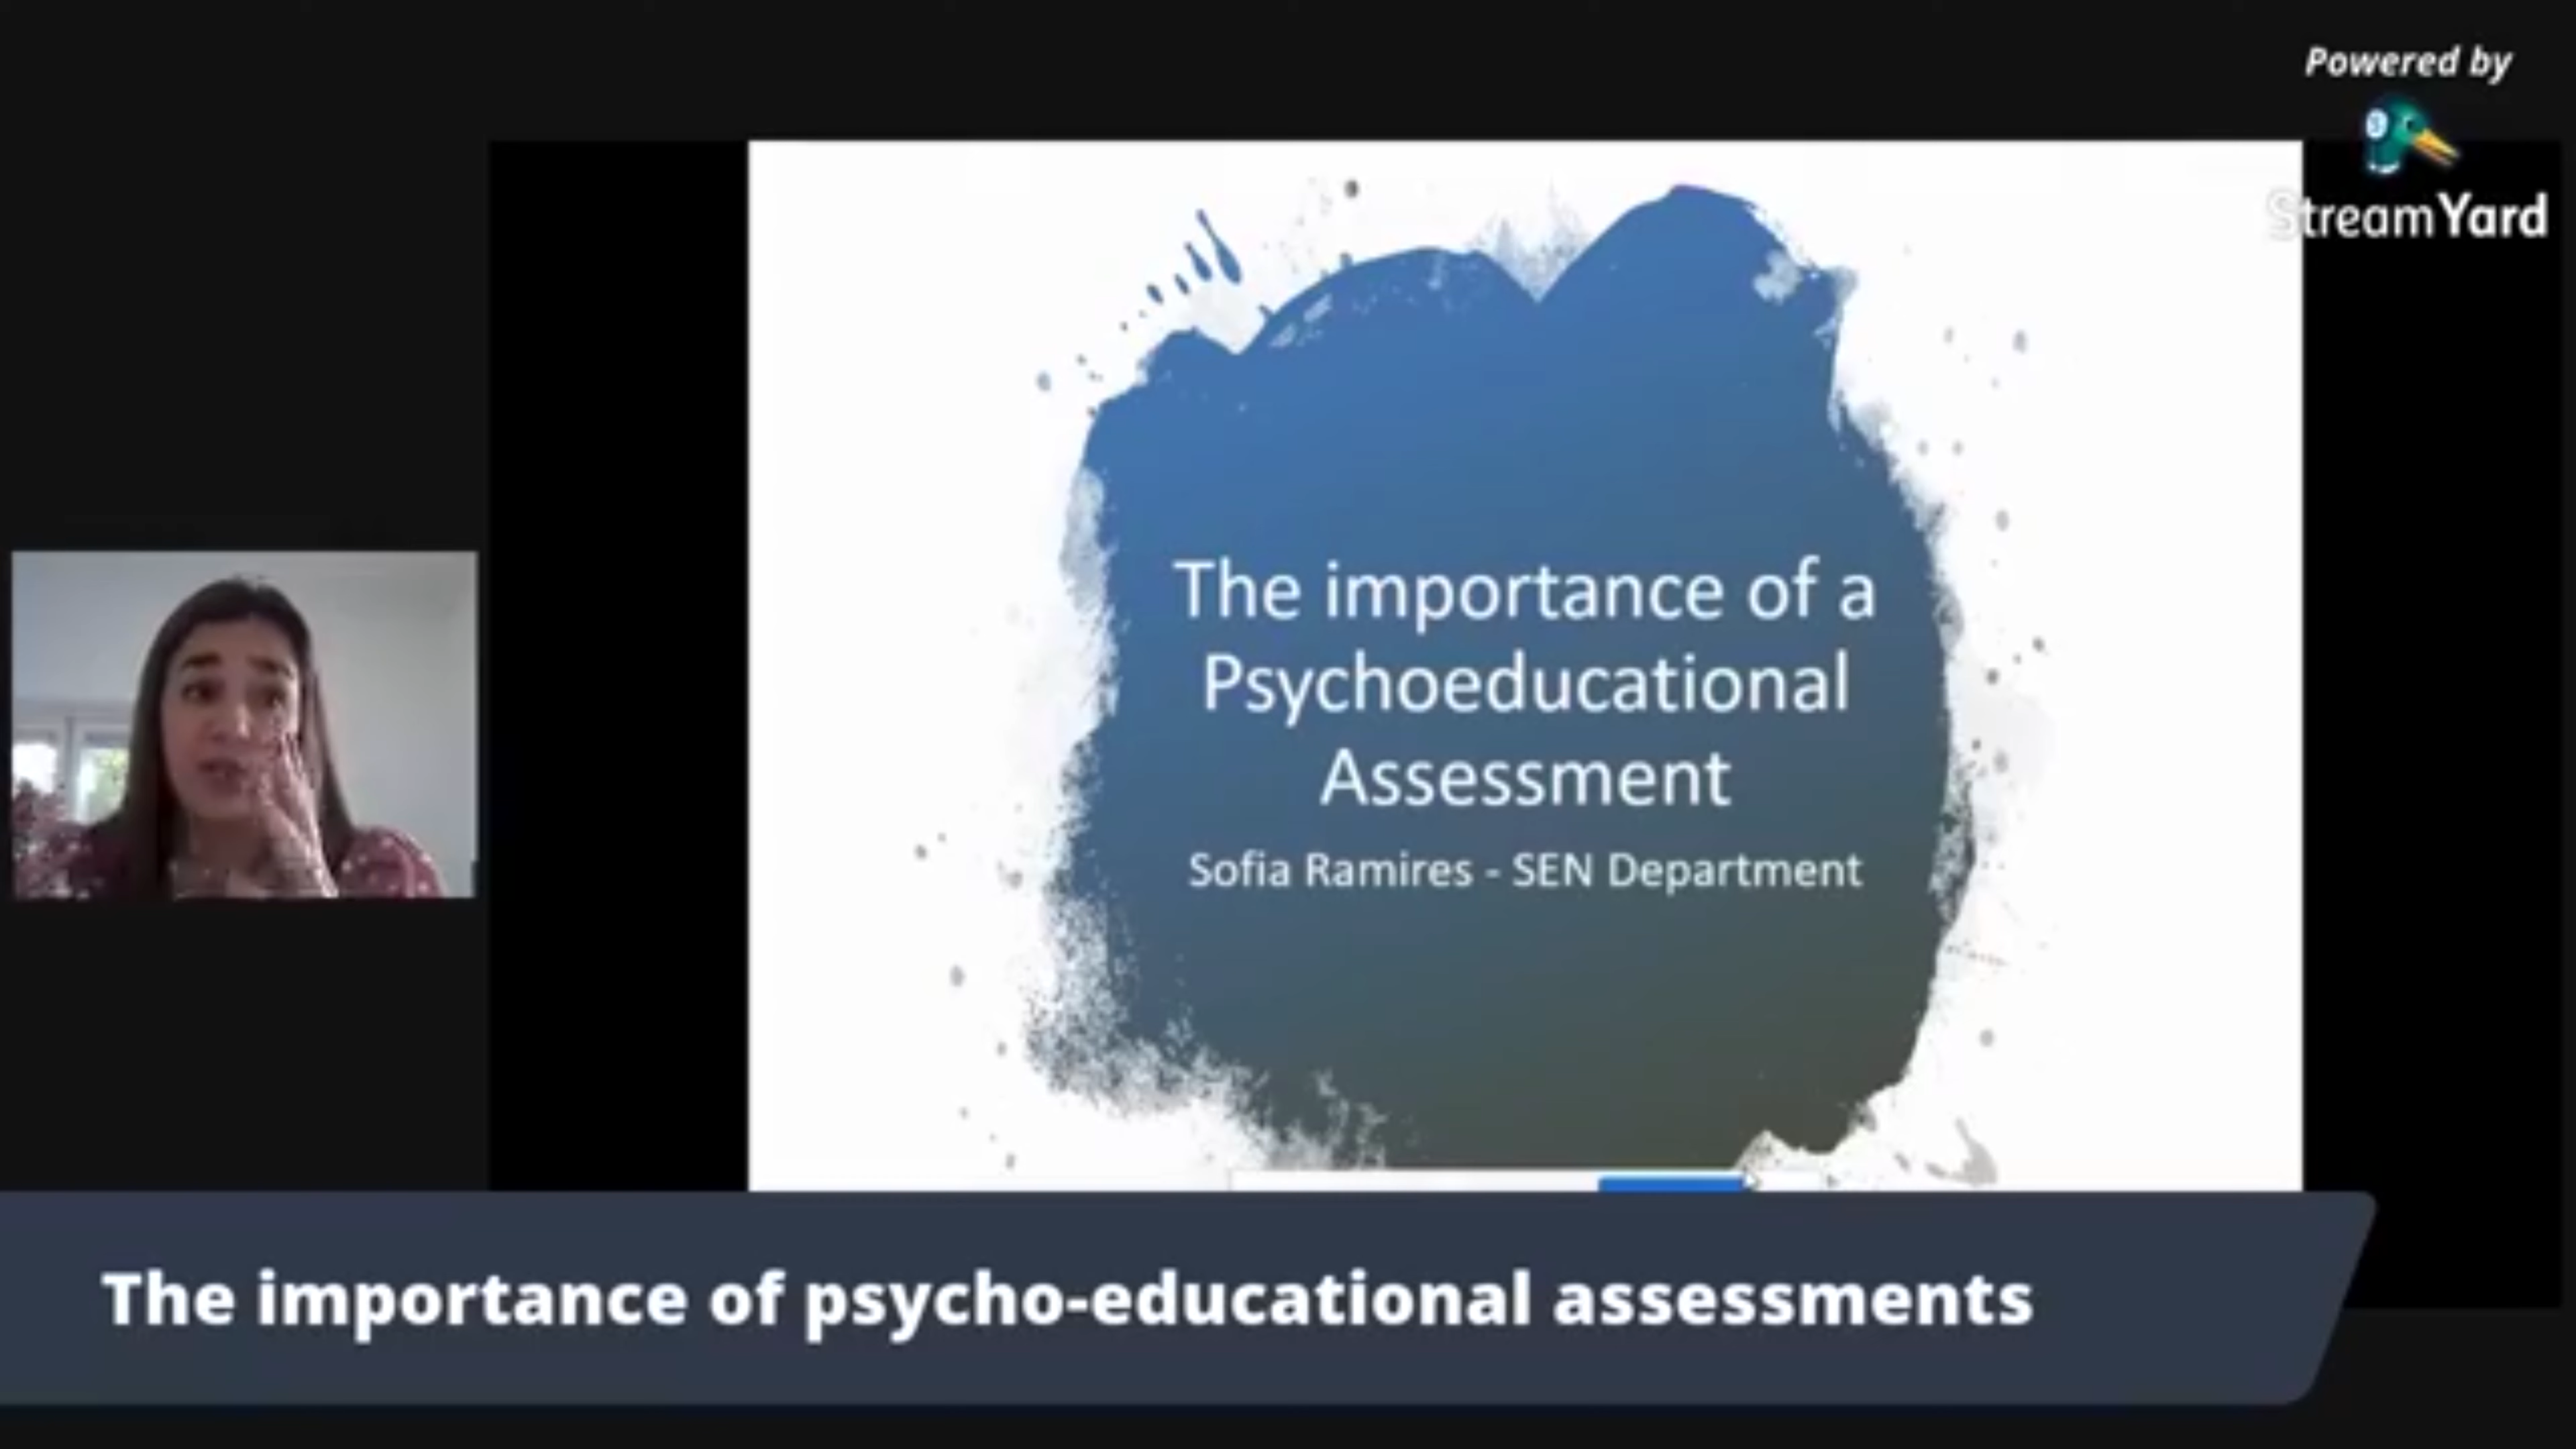 Powered by
StreamYard
The importance of a
Psychoeducational
Assessment
Sofia Ramires - SEN Department
The importance of psycho-educational assessments